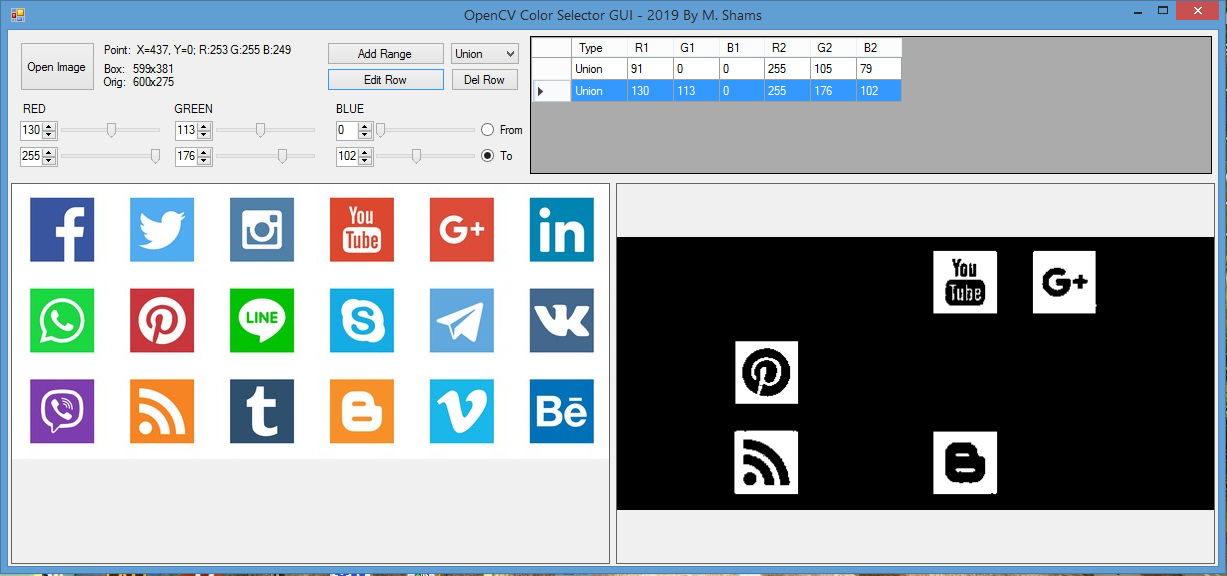 OpenCV Color Selector GUI - 2019 By M. Shams
Open Image
Point: X=437, Y=0; R:253 G:255 B:249
Box: 599x381
Orig: 600x275
Add Range
Union
Edit Row
Del Row
RED
GREEN
BLUE
130
113
0
From
255
176
102
To
Type R1 G1 B1 R2 G2 B2
Union 91 0 0 255 105 79
Union 130 113 0 255 176 102
f
You
Tube
G+
in
LINE
S
VK
t
B
v
Bē
You
Tube
G+
B